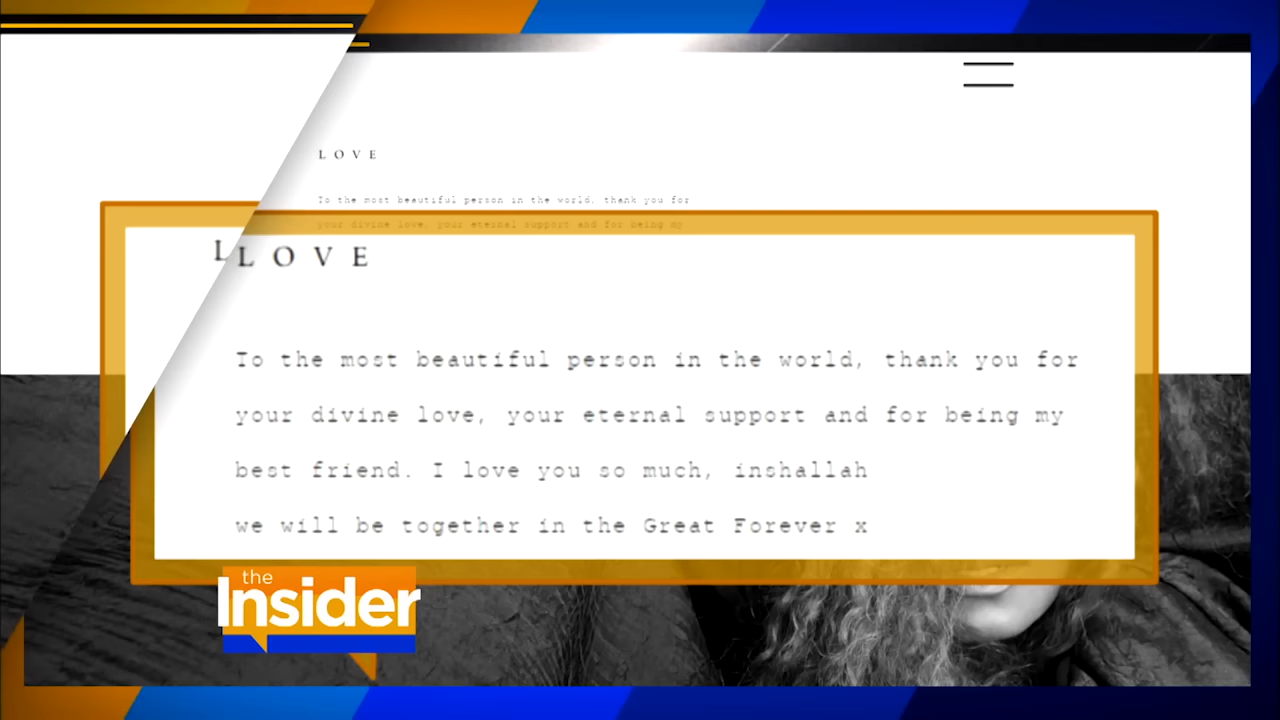 LOVE
To the most beautiful person in the world, thank you for
your divine love, your eternal support and for being my
L LOVE
To the most beautiful person in the world, thank you for
your divine love, your eternal support and for being my
best friend. I love you so much, inshallah
we will be together in the Great Forever x
the
Insider